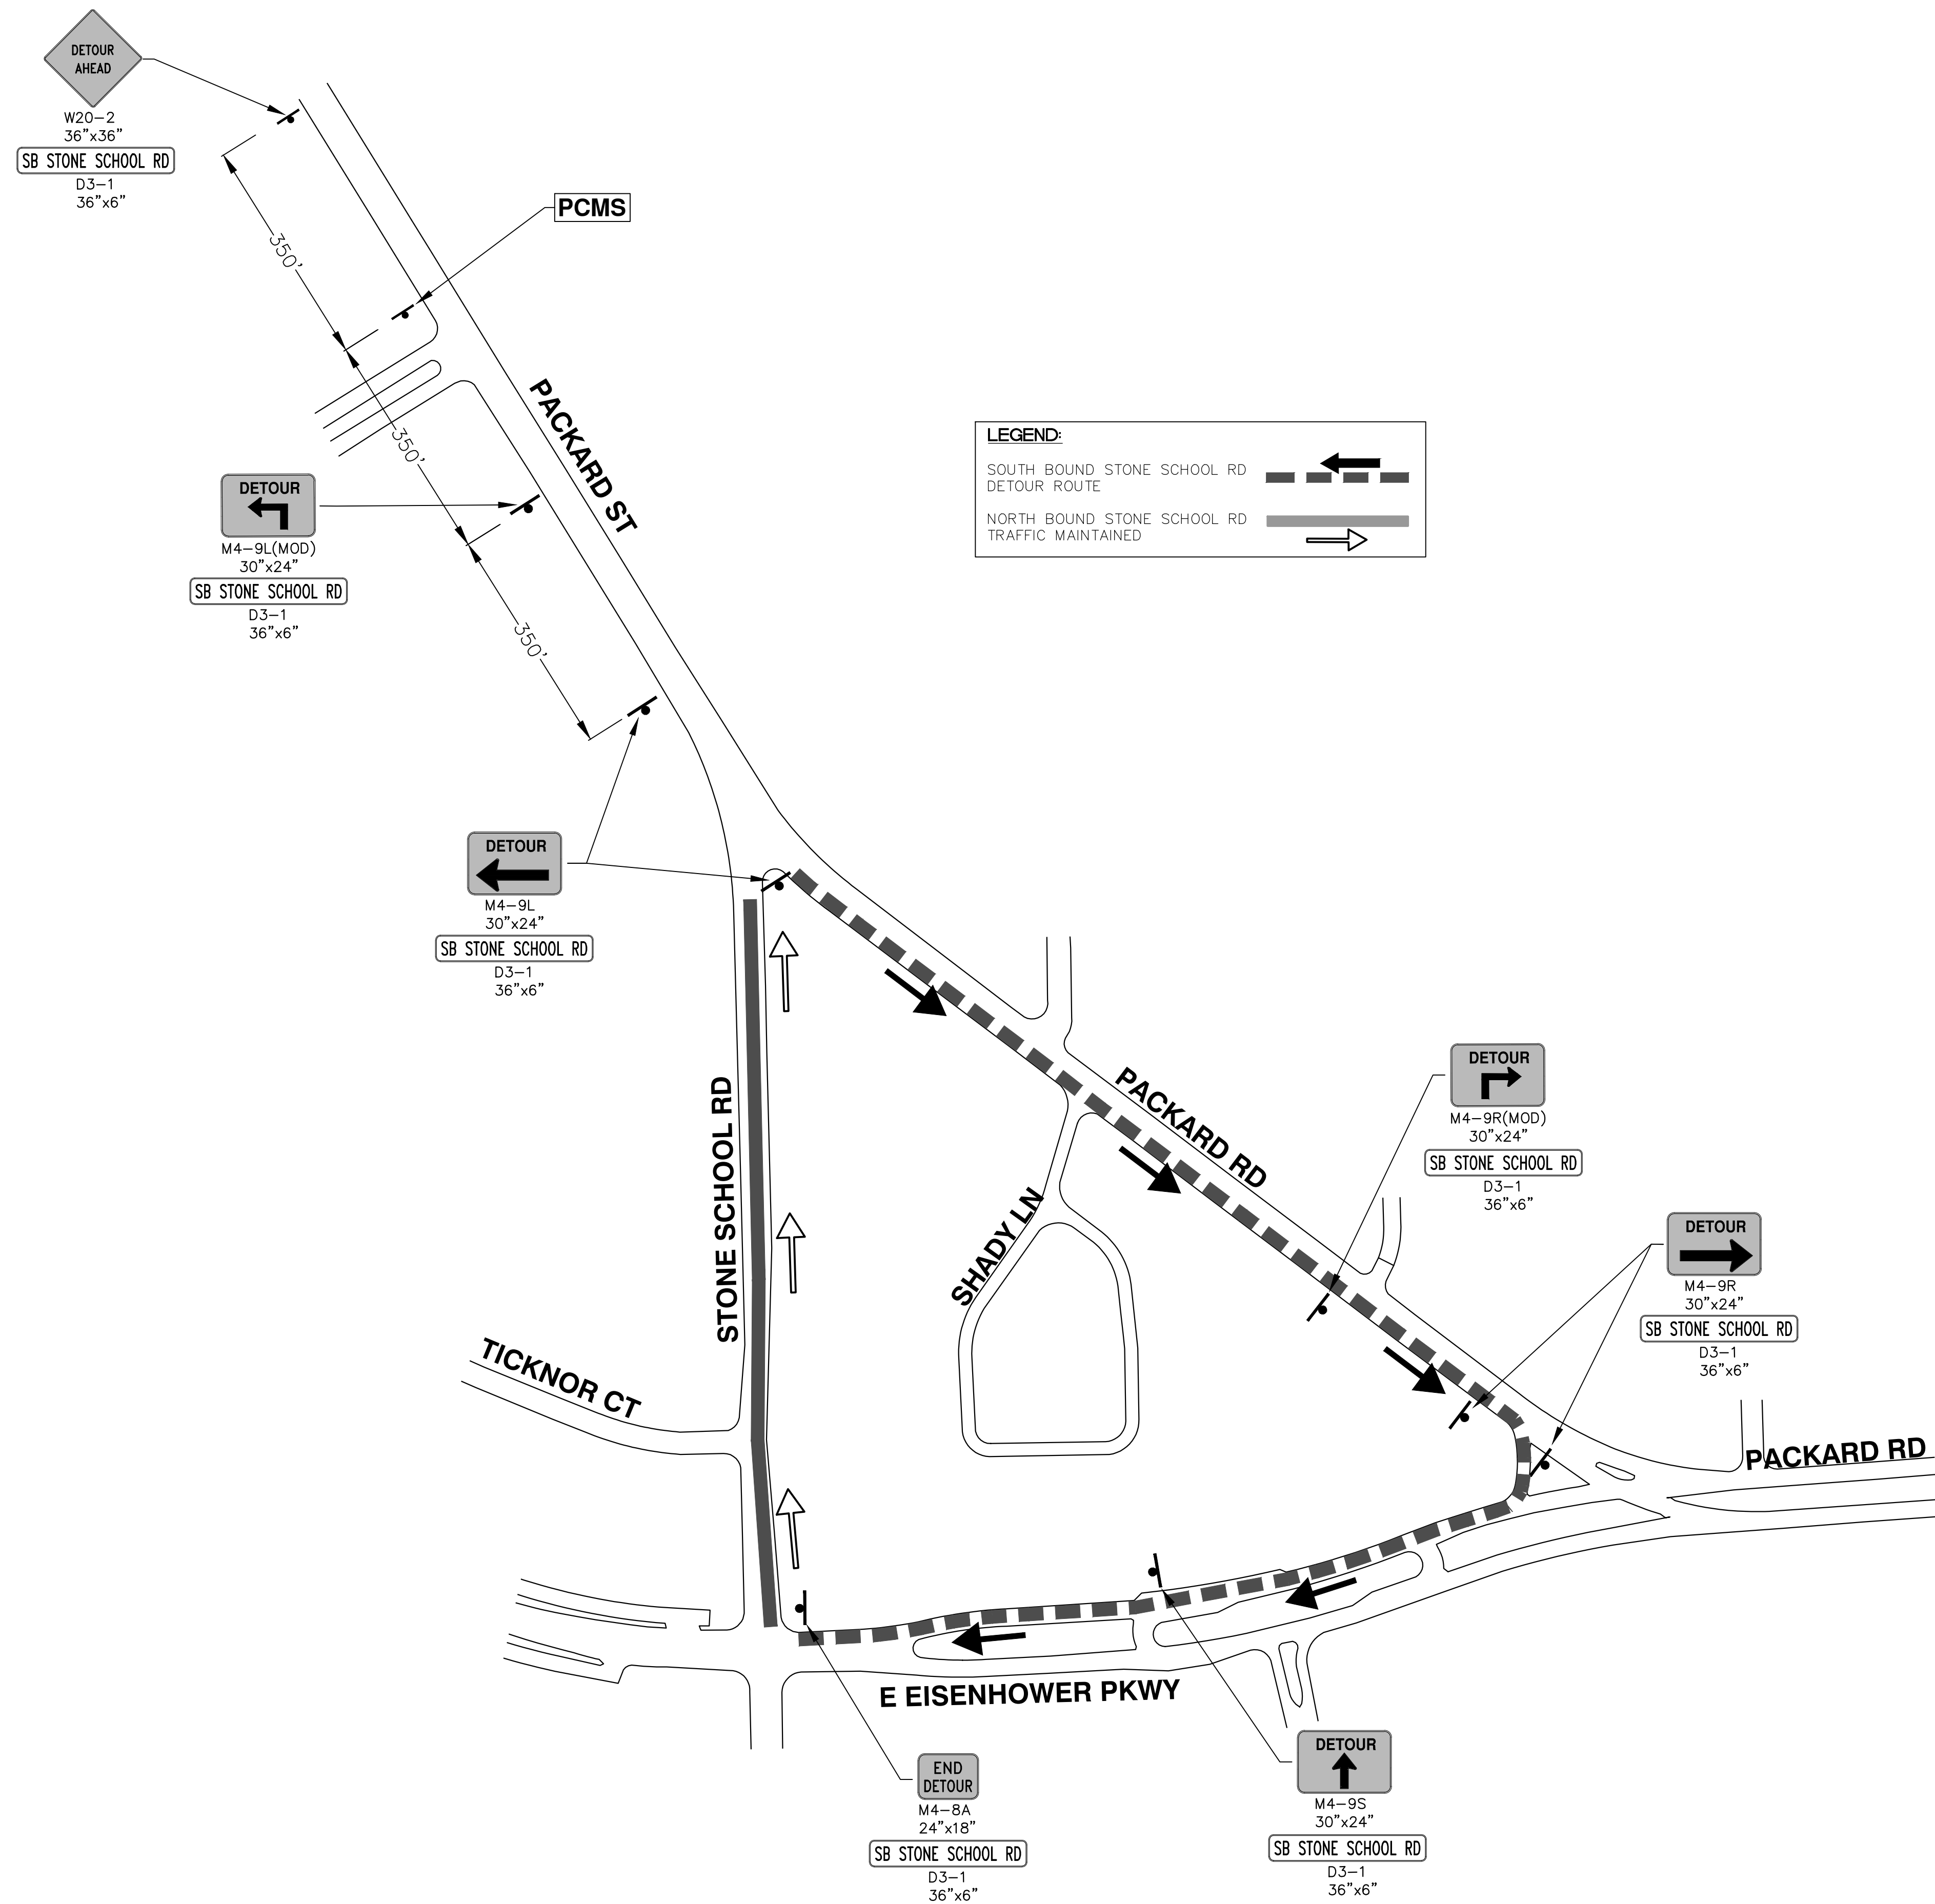 DETOUR
AHEAD
W20-2
36"x36"
SB STONE SCHOOL RD
D3-1
36"x6"
PCMS
350'
350'
350'
PACKARD ST
LEGEND:
SOUTH BOUND STONE SCHOOL RD
DETOUR ROUTE
NORTH BOUND STONE SCHOOL RD
TRAFFIC MAINTAINED
DETOUR
M4-9L(MOD)
30"x24"
SB STONE SCHOOL RD
D3-1
36"x6"
DETOUR
M4-9L
30"x24"
SB STONE SCHOOL RD
D3-1
36"x6"
STONE SCHOOL RD
PACKARD RD
SHADY LN
TICKNOR CT
DETOUR
M4-9R(MOD)
30"x24"
SB STONE SCHOOL RD
D3-1
36"x6"
DETOUR
M4-9R
30"x24"
SB STONE SCHOOL RD
D3-1
36"x6"
PACKARD RD
E EISENHOWER PKWY
END
DETOUR
M4-8A
24"x18"
SB STONE SCHOOL RD
D3-1
36"x6"
DETOUR
M4-9S
30"x24"
SB STONE SCHOOL RD
D3-1
36"x6"